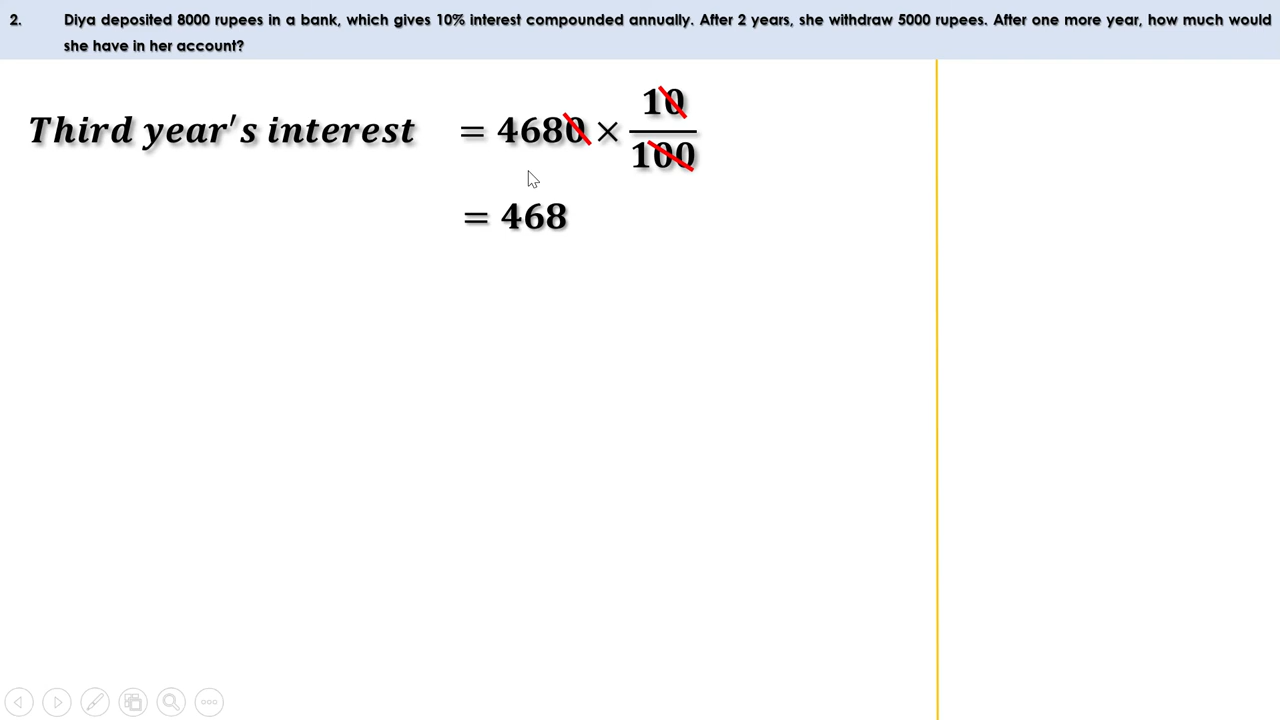 2. Diya deposited 8000 rupees in a bank, which gives 10% interest compounded annually. After 2 years, she withdraw 5000 rupees. After one more year, how much would
she have in her account?
Third year's interest = 4680 × 10/100
= 468